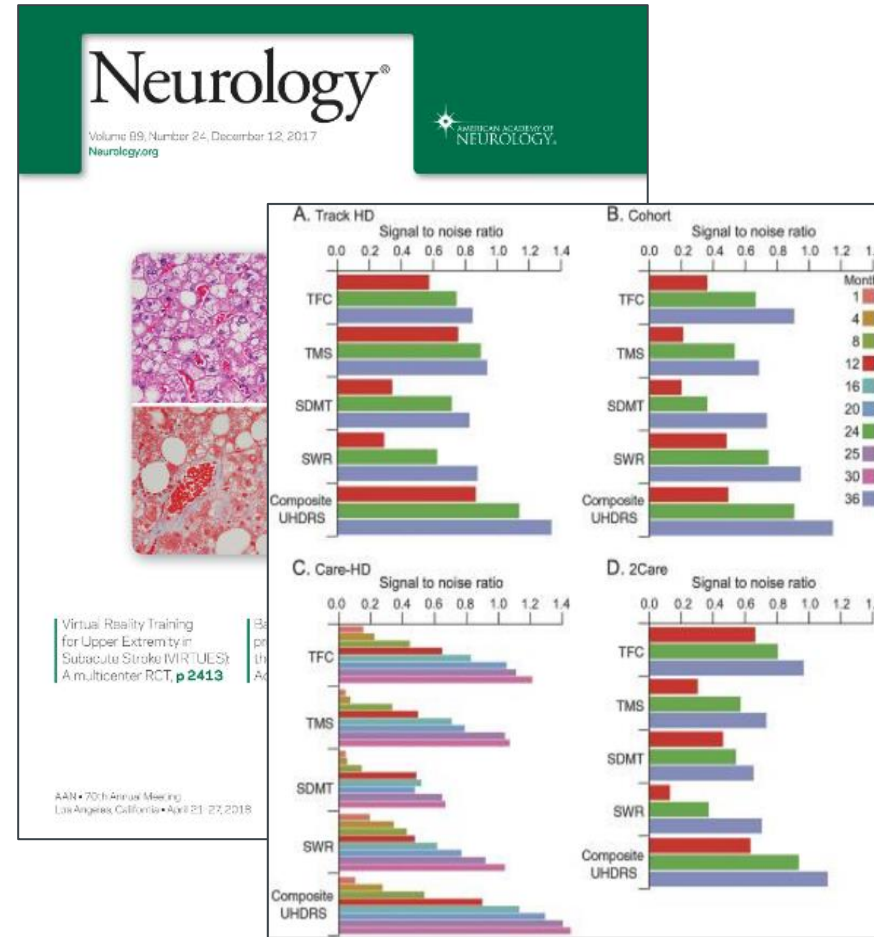 Neurology®
Volume 89, Number 24, December 12, 2017
Neurology.org
AMERICAN ACADEMY OF
NEUROLOGY®
Virtual Reality Training
for Upper Extremity in
Subacute Stroke (VIRTUES):
A multicenter RCT, p 2413
AAN • 70th Annual Meeting
Los Angeles, California • April 21-27, 2018
A. Track HD
Signal to noise ratio
0.0 0.2 0.4 0.6 0.8 1.0 1.2 1.4
TFC
TMS
SDMT
SWR
Composite
UHDRS
B. Cohort
Signal to noise ratio
0.0 0.2 0.4 0.6 0.8 1.0 1.2 1.4
TFC
TMS
SDMT
SWR
Composite
UHDRS
Month
1
4
8
12
16
20
24
25
30
36
C. Care-HD
Signal to noise ratio
0.0 0.2 0.4 0.6 0.8 1.0 1.2 1.4
TFC
TMS
SDMT
SWR
Composite
UHDRS
D. 2Care
Signal to noise ratio
0.0 0.2 0.4 0.6 0.8 1.0 1.2
TFC
TMS
SDMT
SWR
Composite
UHDRS